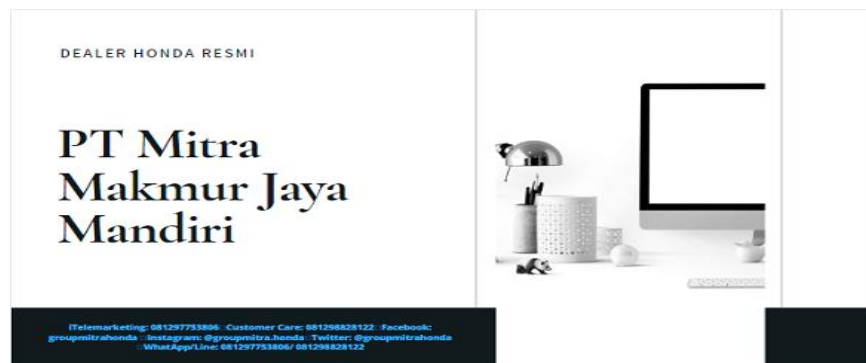 DEALER HONDA RESMI
PT Mitra
Makmur Jaya
Mandiri
Telemarketing: 081297753806 Customer Care: 081298828122 Facebook:
groupmitrahonda Instagram: @groupmitra.honda Twitter: @groupmitrahonda
WhatApp/Line: 081297753806/ 081298828122